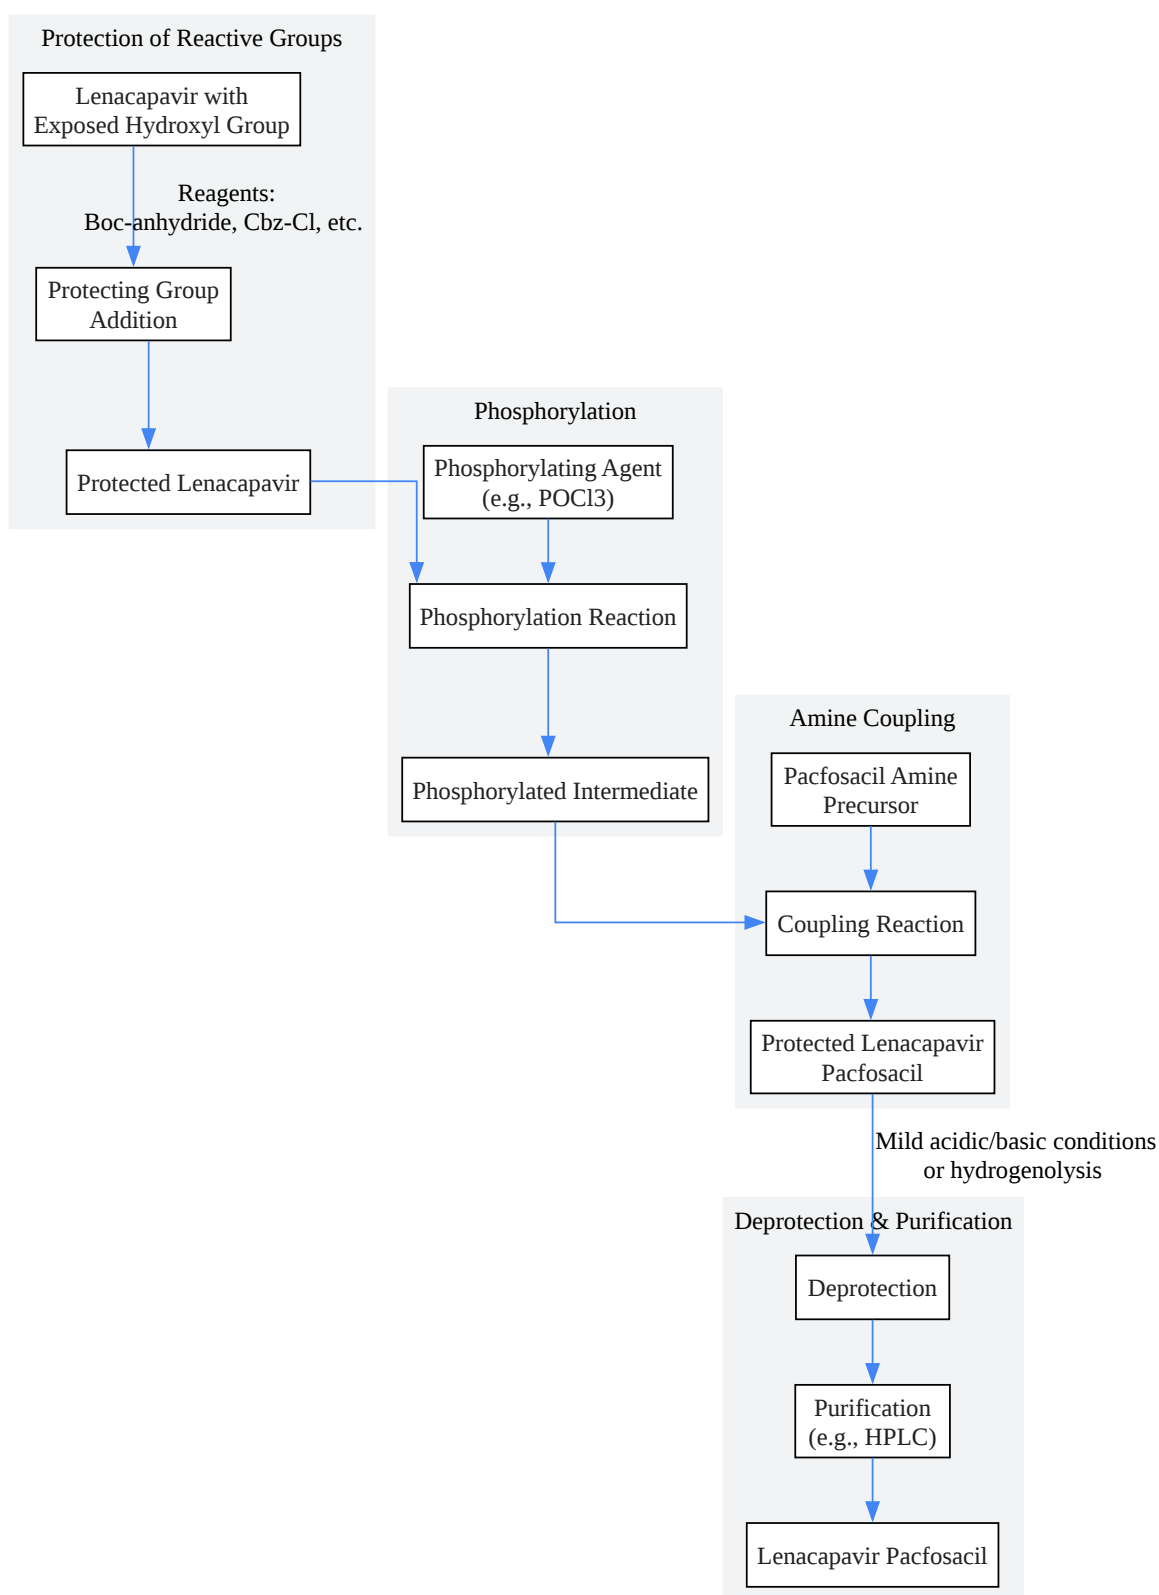 Protection of Reactive Groups
Lenacapavir with
Exposed Hydroxyl Group
Reagents:
Boc-anhydride, Cbz-Cl, etc.
Protecting Group
Addition
Protected Lenacapavir
Phosphorylation
Phosphorylating Agent
(e.g., POCl3)
Phosphorylation Reaction
Phosphorylated Intermediate
Amine Coupling
Pacfosacil Amine
Precursor
Coupling Reaction
Protected Lenacapavir
Pacfosacil
Mild acidic/basic conditions
or hydrogenolysis
Deprotection & Purification
Deprotection
Purification
(e.g., HPLC)
Lenacapavir Pacfosacil